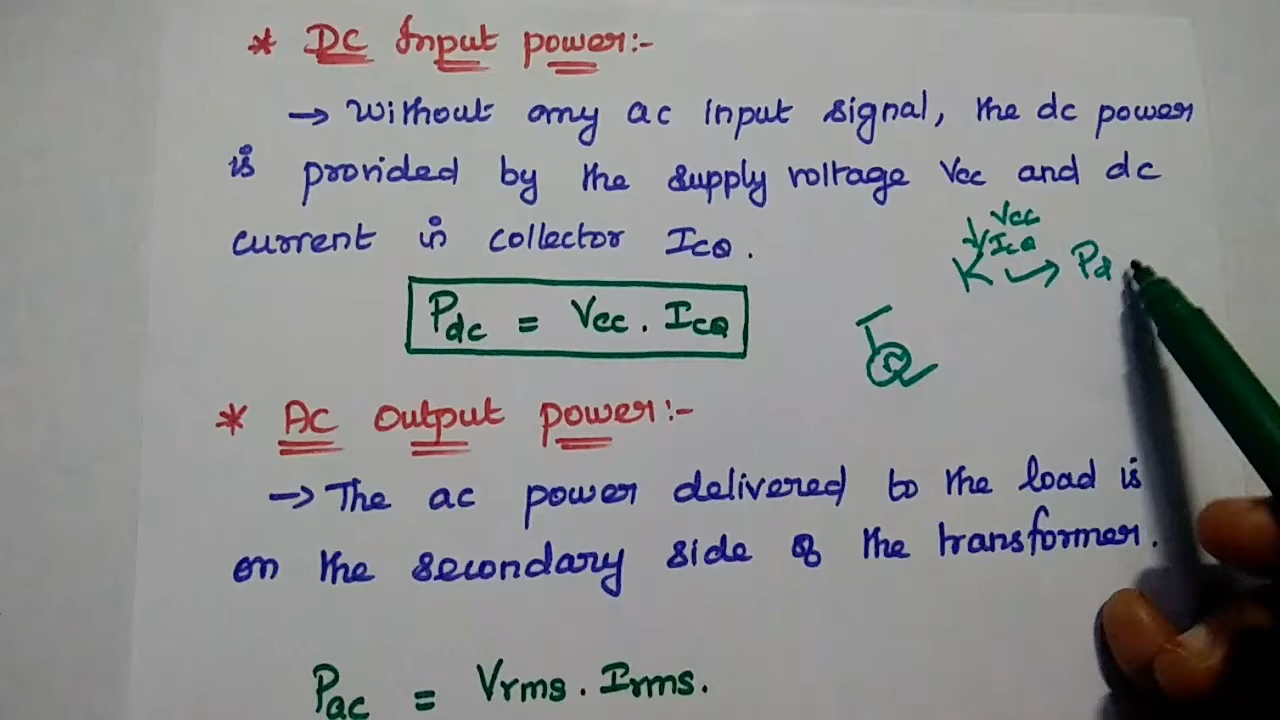 * DC Input power:-
→ Without any ac input signal, the dc power
is provided by the supply voltage Vcc and dc
current in collector ICQ.
Vcc
ICQ
→ Pd
Pdc = Vcc . ICQ
* AC output power:-
→ The ac power delivered to the load is
on the secondary side of the transformer.
Pac = Vrms . Irms.